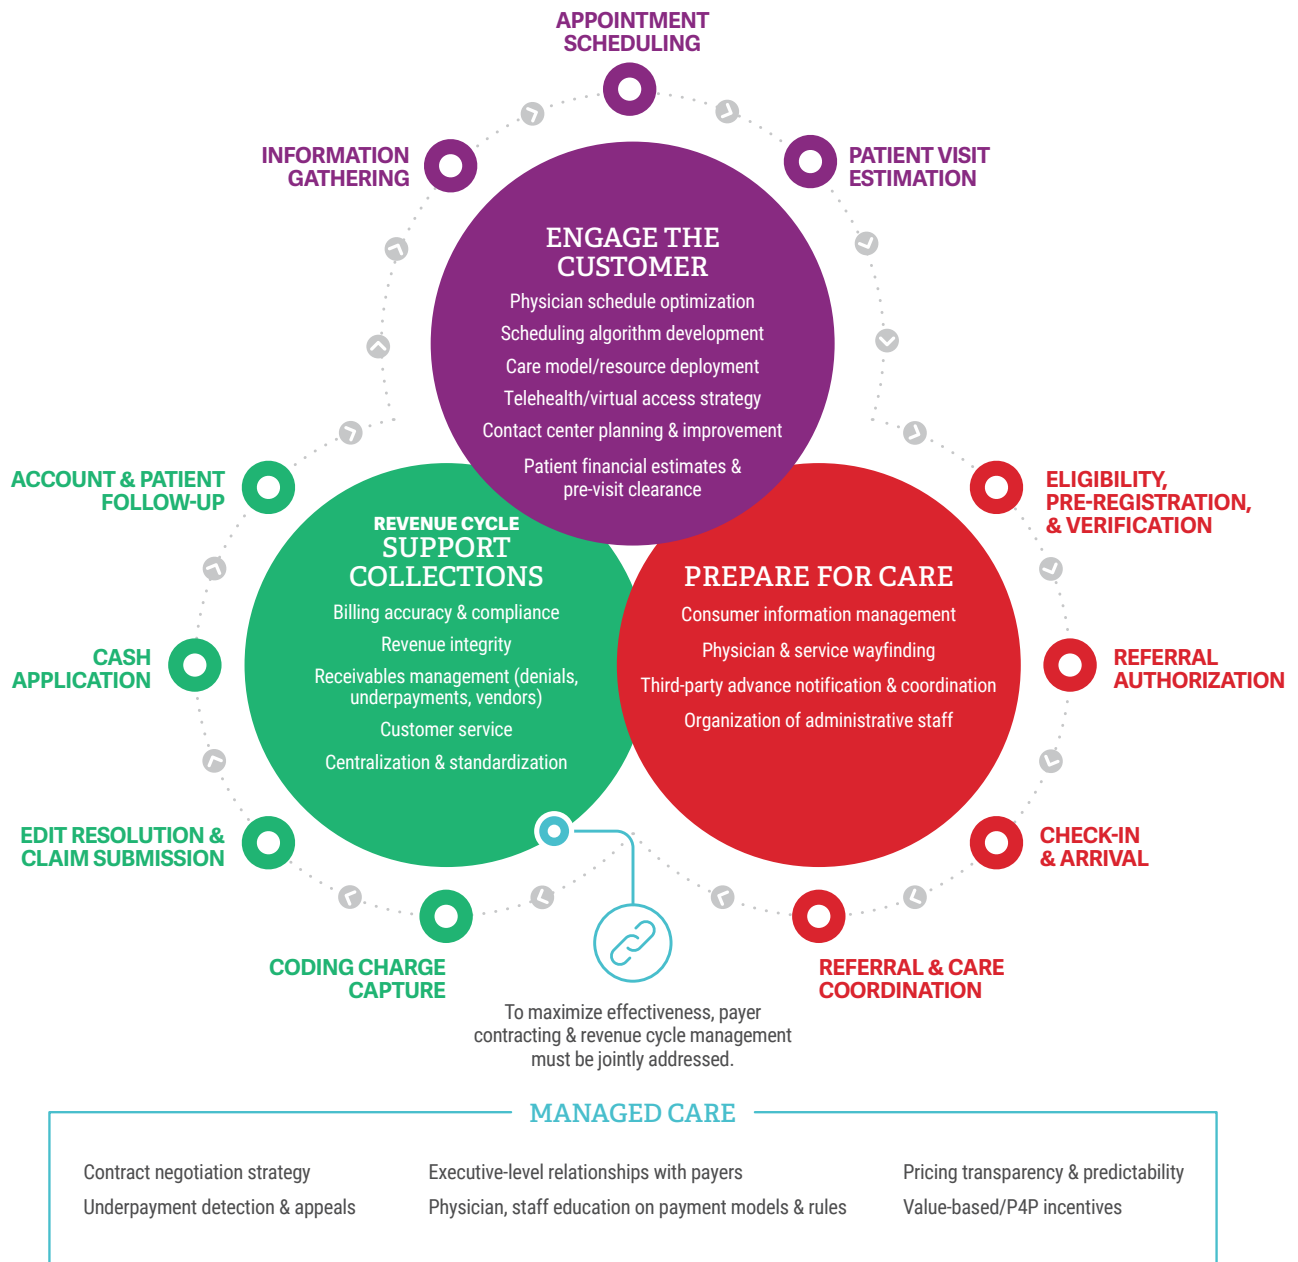 APPOINTMENT
SCHEDULING
INFORMATION
GATHERING
PATIENT VISIT
ESTIMATION
ENGAGE THE
CUSTOMER
Physician schedule optimization
Scheduling algorithm development
Care model/resource deployment
Telehealth/virtual access strategy
Contact center planning & improvement
Patient financial estimates &
pre-visit clearance
ACCOUNT & PATIENT
FOLLOW-UP
ELIGIBILITY,
PRE-REGISTRATION,
& VERIFICATION
REVENUE CYCLE
SUPPORT
COLLECTIONS
Billing accuracy & compliance
Revenue integrity
Receivables management (denials,
underpayments, vendors)
Customer service
Centralization & standardization
PREPARE FOR CARE
Consumer information management
Physician & service wayfinding
Third-party advance notification & coordination
Organization of administrative staff
CASH
APPLICATION
REFERRAL
AUTHORIZATION
EDIT RESOLUTION &
CLAIM SUBMISSION
CHECK-IN
& ARRIVAL
CODING CHARGE
CAPTURE
REFERRAL & CARE
COORDINATION
To maximize effectiveness, payer
contracting & revenue cycle management
must be jointly addressed.
MANAGED CARE
Contract negotiation strategy
Underpayment detection & appeals
Executive-level relationships with payers
Physician, staff education on payment models & rules
Pricing transparency & predictability
Value-based/P4P incentives